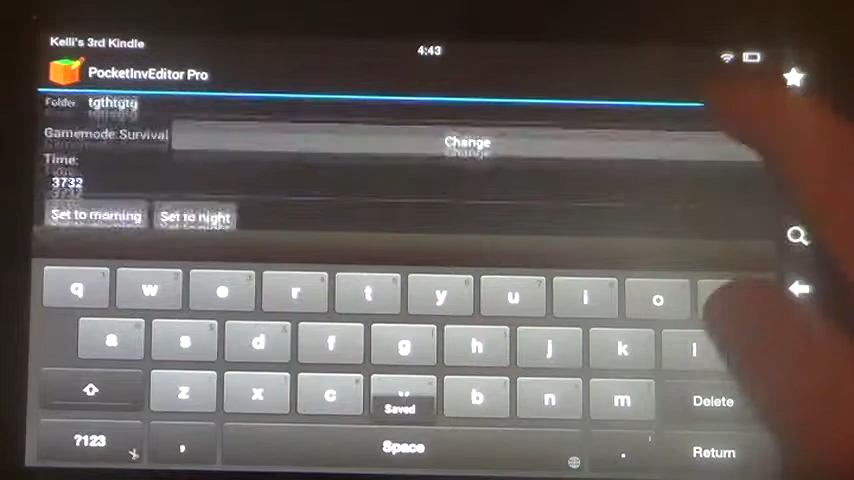 Kelli's 3rd Kindle 4:43
PocketInvEditor Pro
Folder tgthtgtg
Gamemode:Survival Change
Time:
3732
Set to morning Set to night
q w e r t y u i o
a s d f g h j k l
z x c Saved b n m Delete
?123 , Space . Return